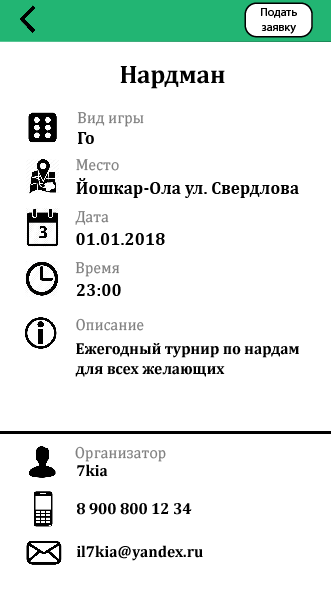 Подать
заявку
Нардман
Вид игры
Го
Место
Йошкар-Ола ул. Свердлова
3
Дата
01.01.2018
Время
23:00
Описание
Ежегодный турнир по нардам
для всех желающих
Организатор
7kia
8 900 800 12 34
il7kia@yandex.ru